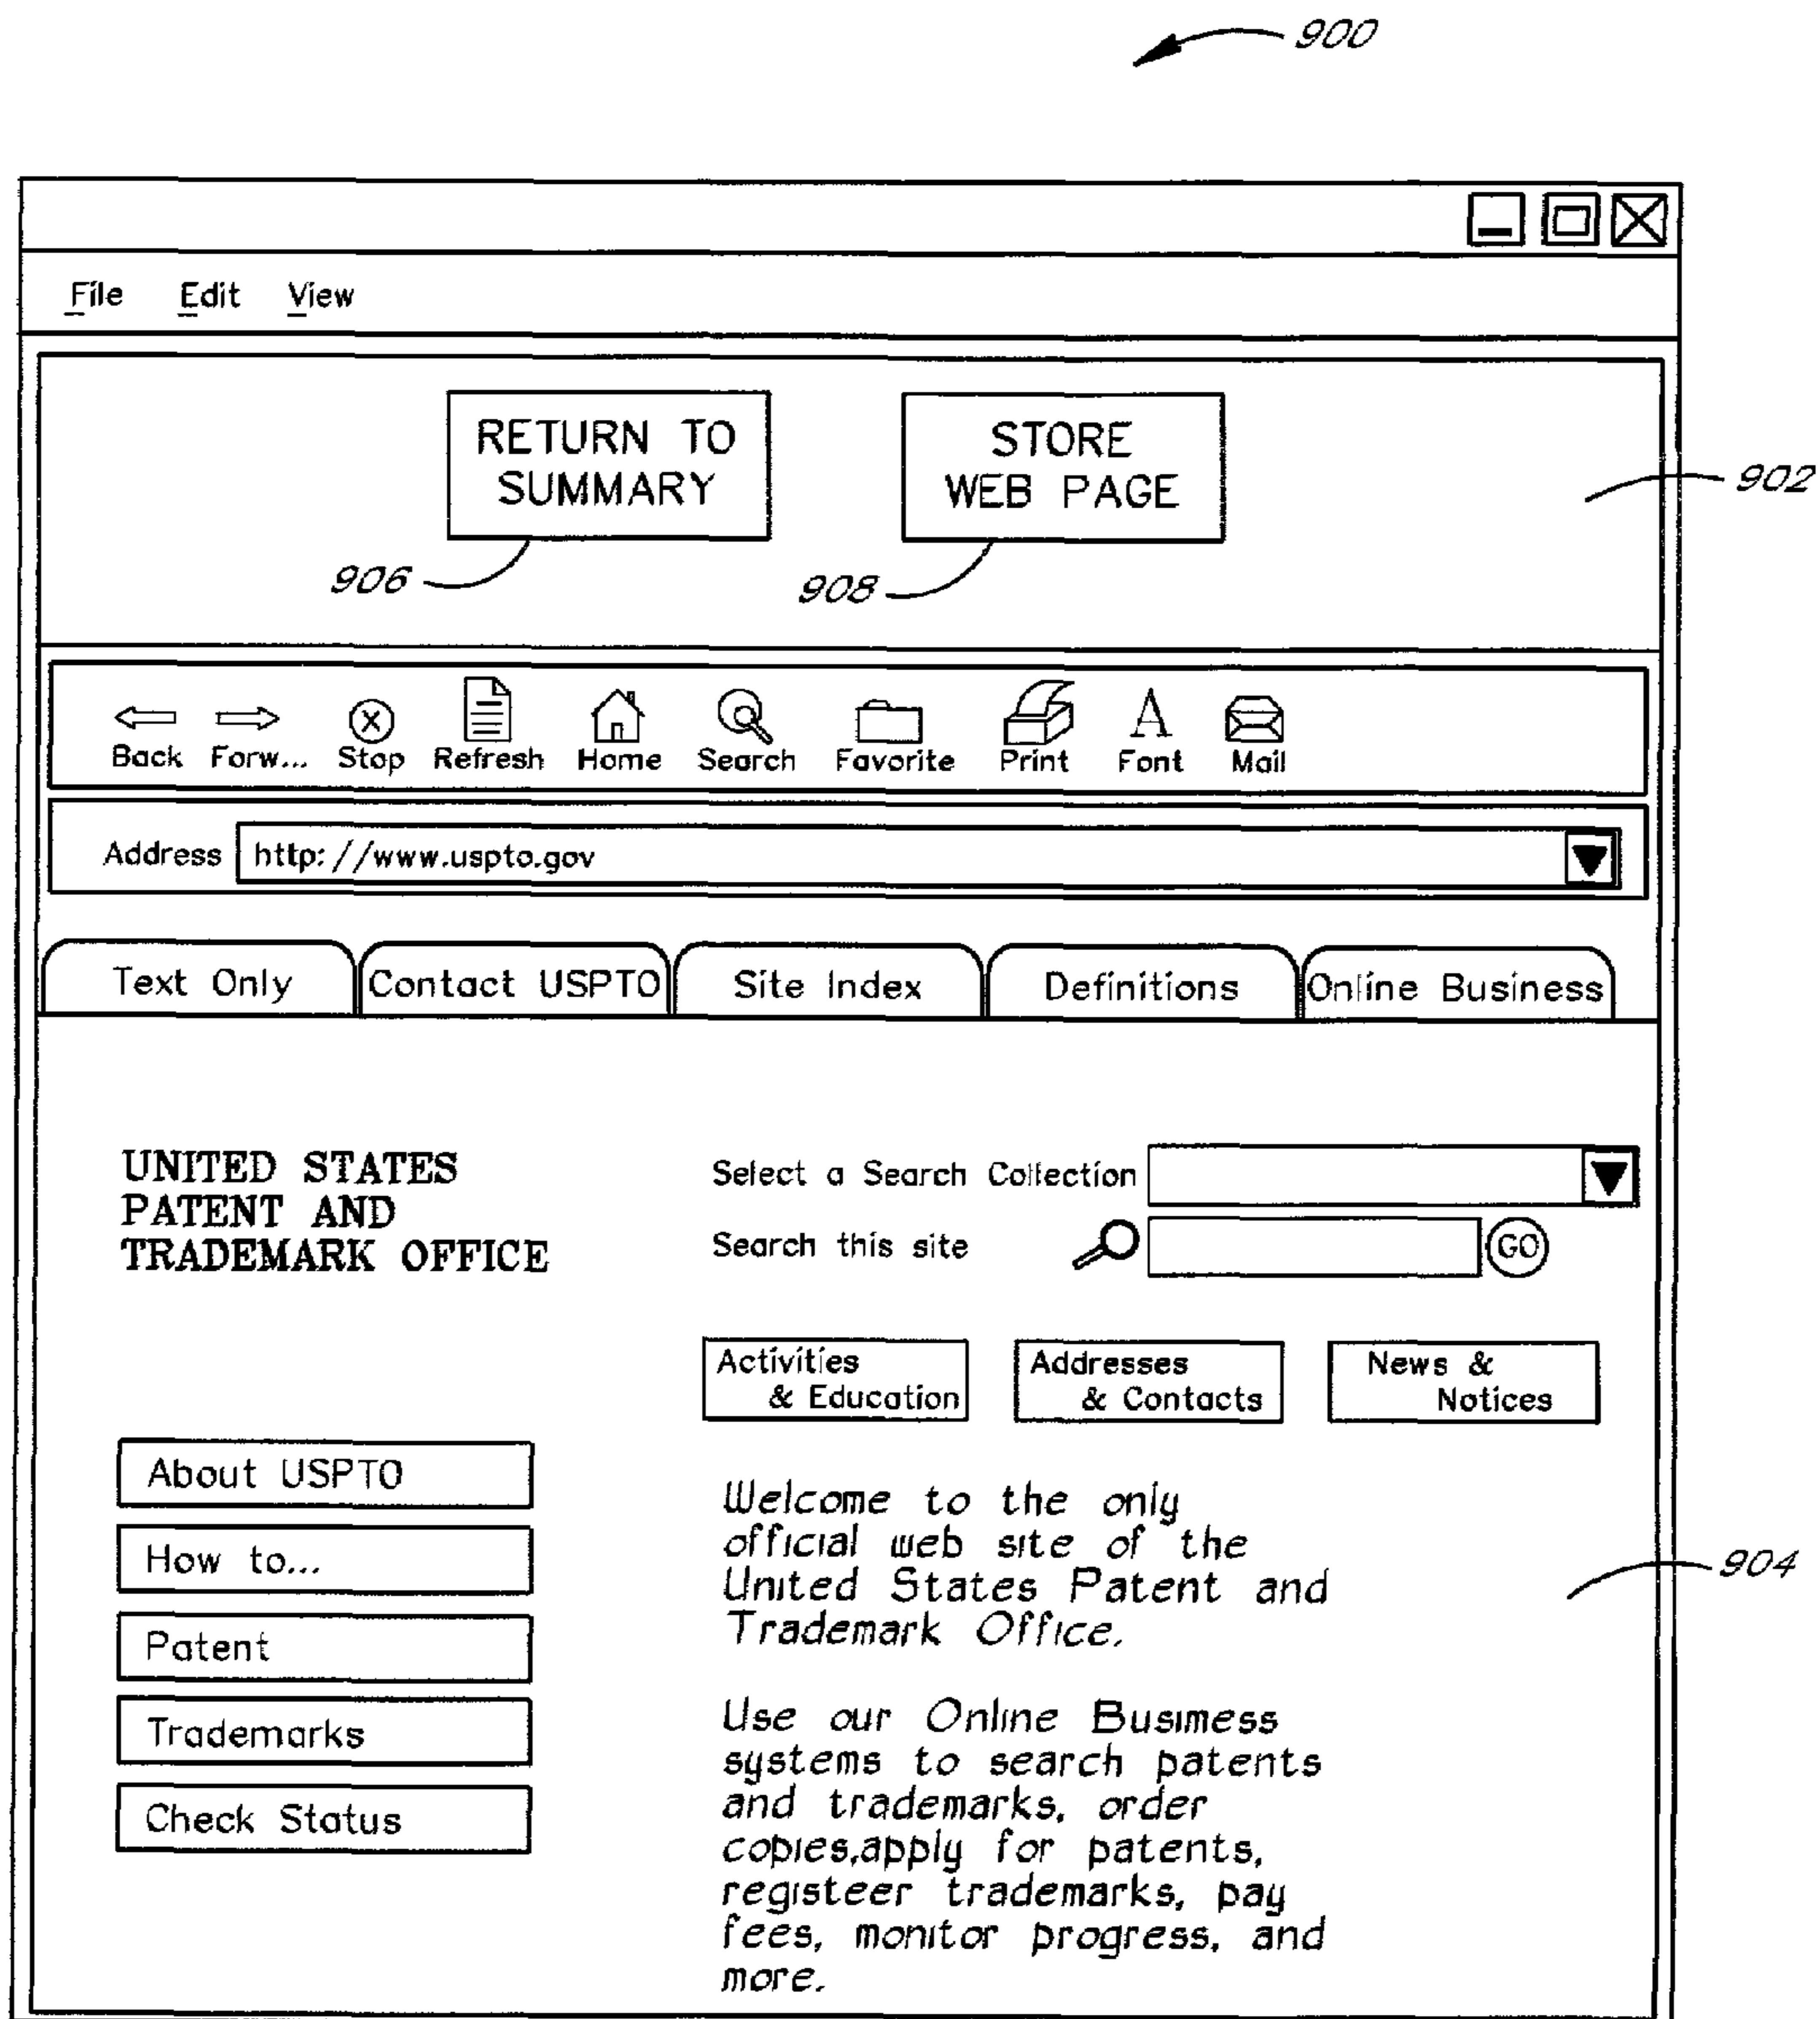 900
File Edit View
RETURN TO
SUMMARY
STORE
WEB PAGE
902
906
908
Back Forw... Stop Refresh Home Search Favorite Print Font Mail
Address http://www.uspto.gov
Text Only Contact USPTO Site Index Definitions Online Business
UNITED STATES
PATENT AND
TRADEMARK OFFICE
Select a Search Collection
Search this site GO
Activities
& Education
Addresses
& Contacts
News &
Notices
About USPTO
How to...
Patent
Trademarks
Check Status
Welcome to the only
official web site of the
United States Patent and
Trademark Office.
904
Use our Online Busimess
systems to search patents
and trademarks, order
copies,apply for patents,
registeer trademarks, pay
fees, monitor progress, and
more.